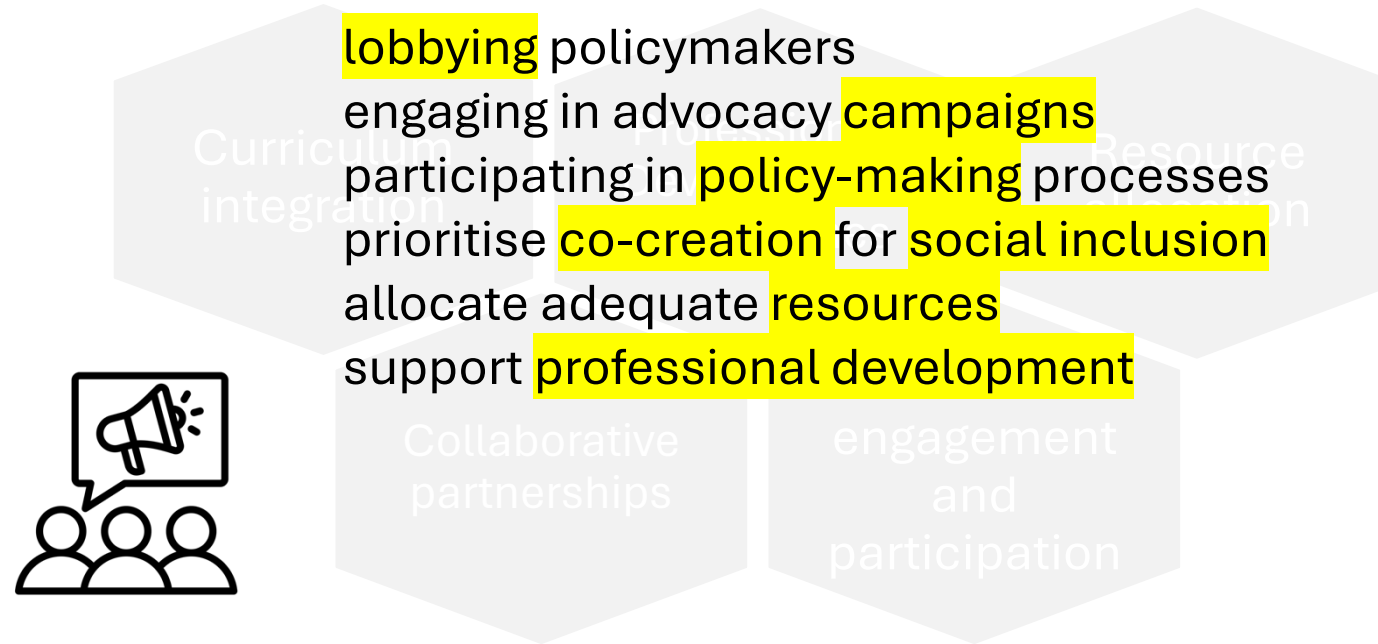 lobbying policymakers
engaging in advocacy campaigns
participating in policy-making processes
prioritise co-creation for social inclusion
allocate adequate resources
support professional development
Curriculum
integration
Resource
allocation
Collaborative
partnerships
engagement
and
participation